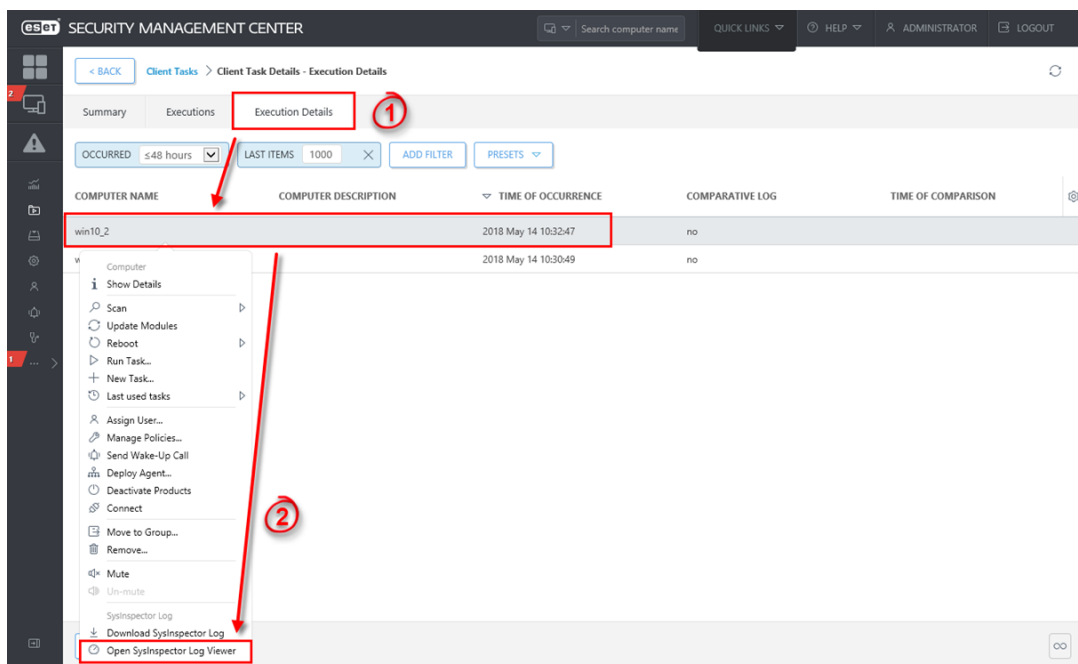 eset SECURITY MANAGEMENT CENTER Search computer name QUICK LINKS HELP ADMINISTRATOR LOGOUT
< BACK Client Tasks > Client Task Details - Execution Details
2
Summary Executions Execution Details 1
OCCURRED ≤48 hours LAST ITEMS 1000 ADD FILTER PRESETS
COMPUTER NAME COMPUTER DESCRIPTION TIME OF OCCURRENCE COMPARATIVE LOG TIME OF COMPARISON
win10_2 2018 May 14 10:32:47 no
w 2018 May 14 10:30:49 no
Computer
Show Details
Scan
Update Modules
Reboot
1 ...
Run Task...
New Task...
Last used tasks
Assign User...
Manage Policies...
Send Wake-Up Call
Deploy Agent...
Deactivate Products
Connect
2
Move to Group...
Remove...
Mute
Un-mute
SysInspector Log
Download SysInspector Log
Open SysInspector Log Viewer